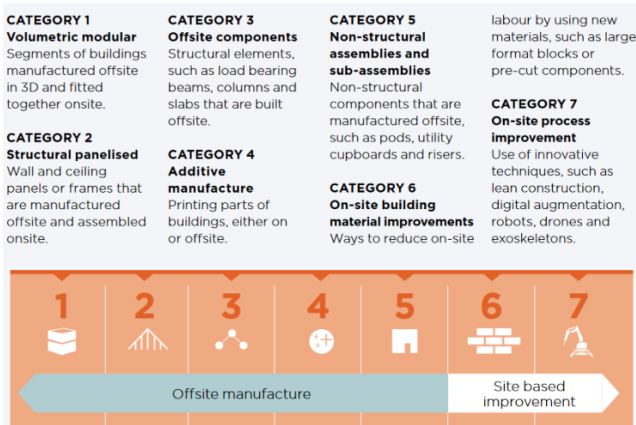 CATEGORY 1
Volumetric modular
Segments of buildings
manufactured offsite
in 3D and fitted
together onsite.
CATEGORY 2
Structural panelised
Wall and ceiling
panels or frames that
are manufactured
offsite and assembled
onsite.
CATEGORY 3
Offsite components
Structural elements,
such as load bearing
beams, columns and
slabs that are built
offsite.
CATEGORY 4
Additive
manufacture
Printing parts of
buildings, either on
or offsite.
CATEGORY 5
Non-structural
assemblies and
sub-assemblies
Non-structural
components that are
manufactured offsite,
such as pods, utility
cupboards and risers.
CATEGORY 6
On-site building
material improvements
Ways to reduce on-site
labour by using new
materials, such as large
format blocks or
pre-cut components.
CATEGORY 7
On-site process
improvement
Use of innovative
techniques, such as
lean construction,
digital augmentation,
robots, drones and
exoskeletons.
1 2 3 4 5 6 7
Offsite manufacture
Site based
improvement